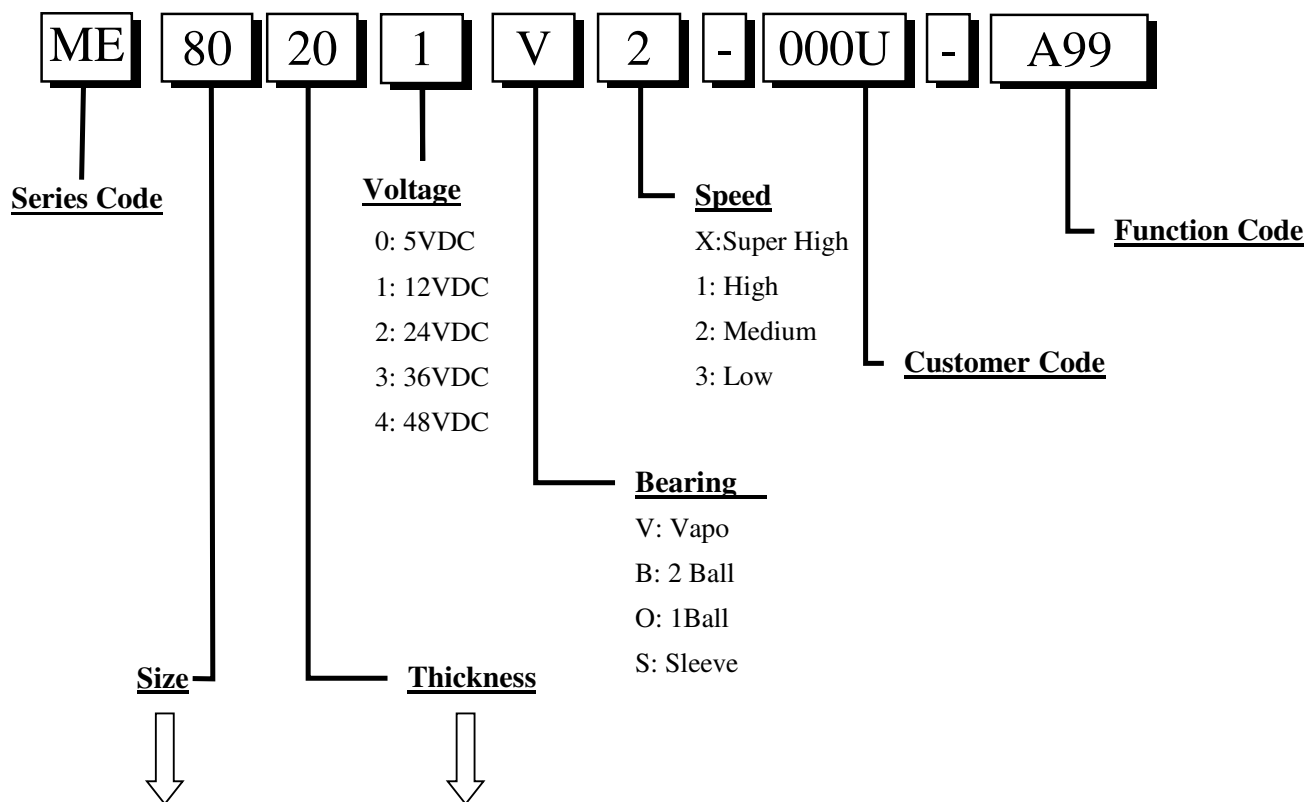 ME 80 20 1 V 2 - 000U - A99
Series Code
Voltage
0: 5VDC
1: 12VDC
2: 24VDC
3: 36VDC
4: 48VDC
Speed
X:Super High
1: High
2: Medium
3: Low
Function Code
Customer Code
Bearing
V: Vapo
B: 2 Ball
O: 1Ball
S: Sleeve
Size
Thickness